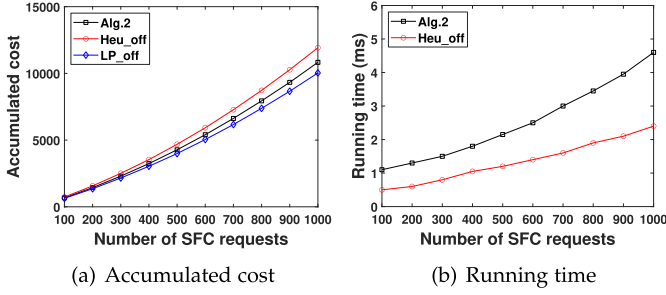 15000
10000
5000
0
Accumulated cost
Alg.2
Heu_off
LP_off
100 200 300 400 500 600 700 800 900 1000
Number of SFC requests
(a) Accumulated cost
6
5
4
3
2
1
0
Running time (ms)
Alg.2
Heu_off
100 200 300 400 500 600 700 800 900 1000
Number of SFC requests
(b) Running time